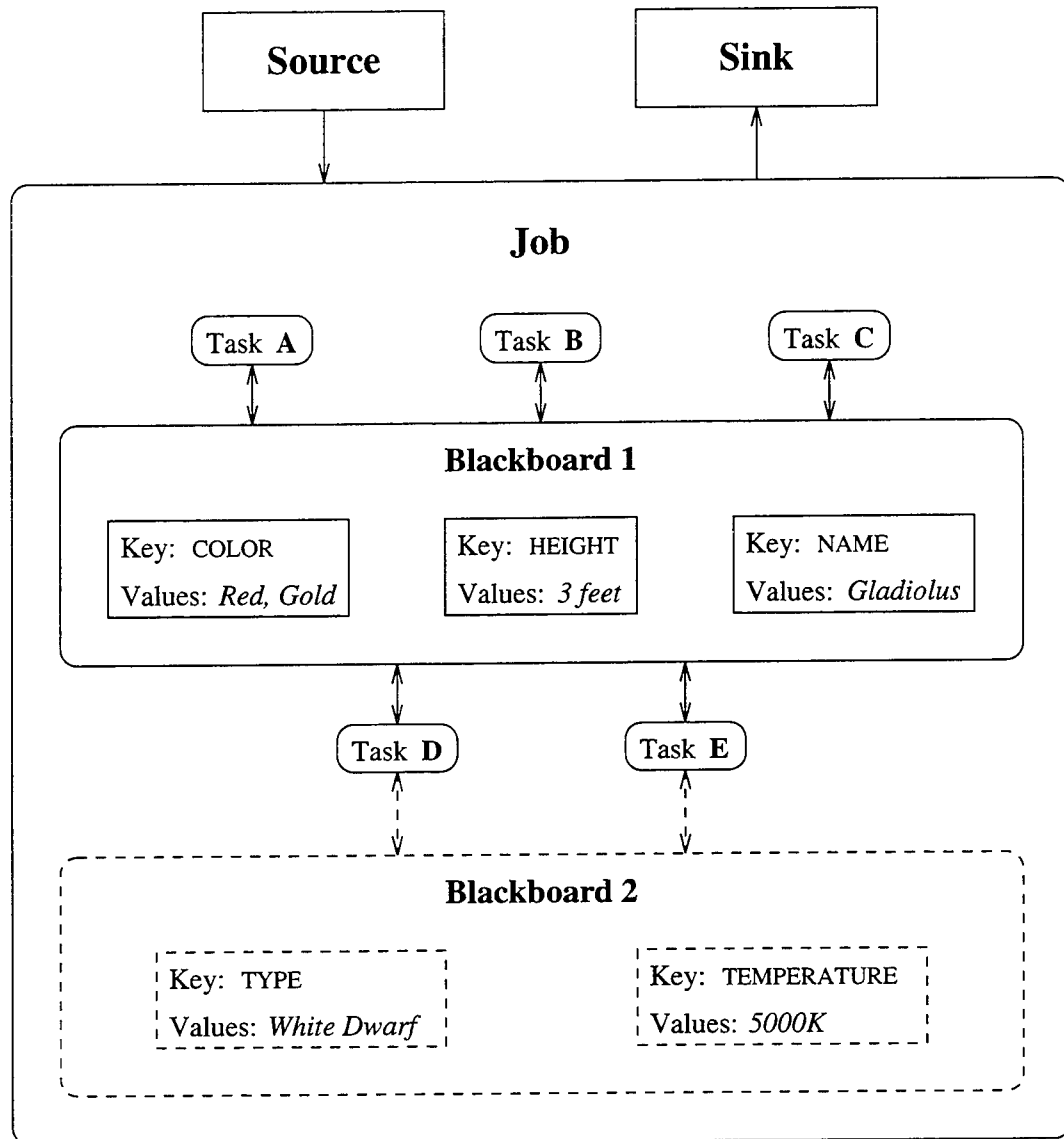 Source
Sink
Job
Task A
Task B
Task C
Blackboard 1
Key: COLOR
Values: Red, Gold
Key: HEIGHT
Values: 3 feet
Key: NAME
Values: Gladiolus
Task D
Task E
Blackboard 2
Key: TYPE
Values: White Dwarf
Key: TEMPERATURE
Values: 5000K